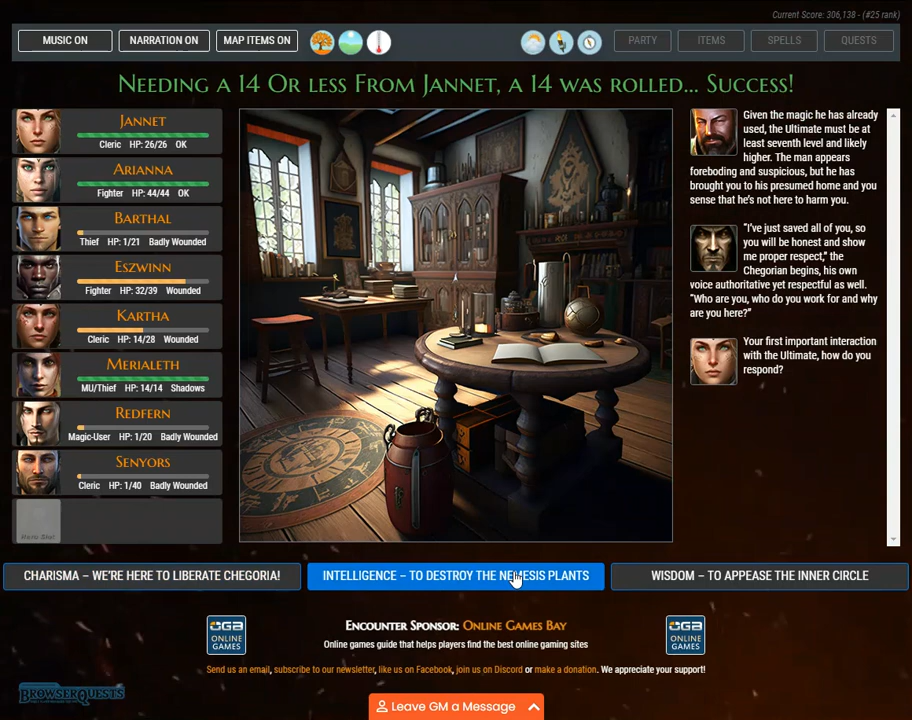 Current Score: 306,138 - (#25 rank)
MUSIC ON
NARRATION ON
MAP ITEMS ON
PARTY
ITEMS
SPELLS
QUESTS
Needing a 14 Or less From Jannet, a 14 was rolled... Success!
Jannet
Cleric HP: 26/26 OK
Arianna
Fighter HP: 44/44 OK
Barthal
Thief HP: 1/21 Badly Wounded
Eszwinn
Fighter HP: 32/39 Wounded
Kartha
Cleric HP: 14/28 Wounded
Merialeth
MU/Thief HP: 14/14 Shadows
Redfern
Magic-User HP: 1/20 Badly Wounded
Senyors
Cleric HP: 1/40 Badly Wounded
Given the magic he has already
used, the Ultimate must be at
least seventh level and likely
higher. The man appears
foreboding and suspicious, but he has
brought you to his presumed home and you
sense that he's not here to harm you.
"I've just saved all of you, so
you will be honest and show
me proper respect," the
Chegorian begins, his own
voice authoritative yet respectful as well.
"Who are you, who do you work for and why
are you here?"
Your first important interaction
with the Ultimate, how do you
respond?
CHARISMA – WE'RE HERE TO LIBERATE CHEGORIA!
INTELLIGENCE – TO DESTROY THE NEMESIS PLANTS
WISDOM – TO APPEASE THE INNER CIRCLE
OGB
ONLINE
GAMES
Encounter Sponsor: Online Games Bay
Online games guide that helps players find the best online gaming sites
OGB
ONLINE
GAMES
Send us an email, subscribe to our newsletter, like us on Facebook, join us on Discord or make a donation. We appreciate your support!
BROWSERQUESTS
Leave GM a Message